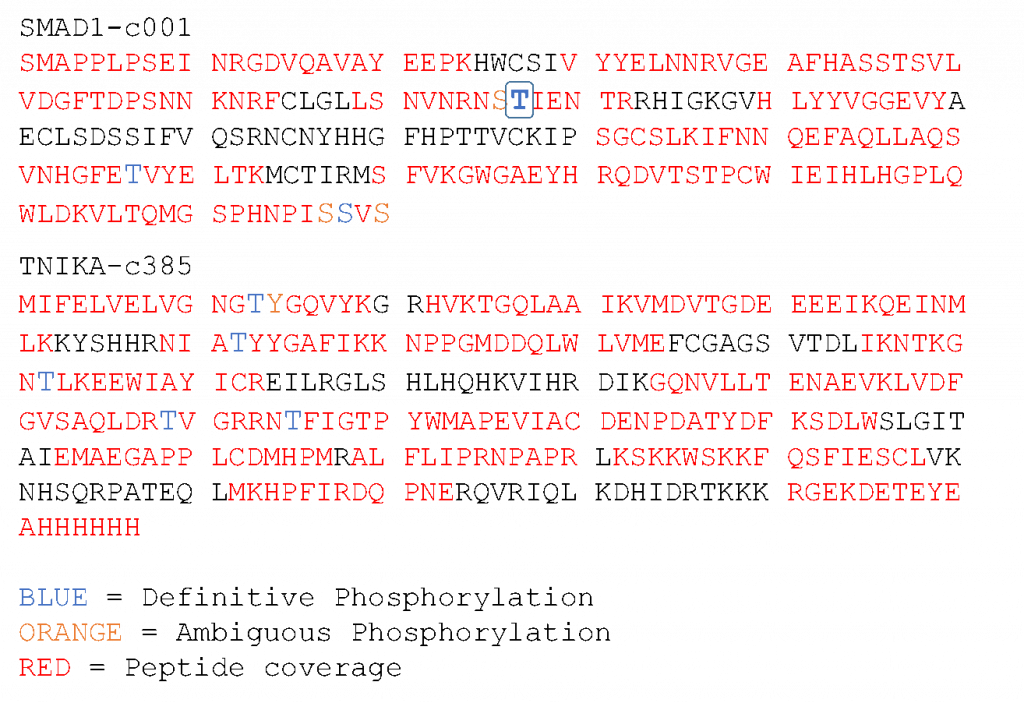 SMAD1-c001
SMAPPLPSEI NRGDVQAVAY EEPKHWCSIV YYELNNRVGE AFHASSTSVL
VDGFTDPSNN KNRFCLGLLS NVNRNSTIEN TRRHIGKGVH LYYVGGEVYA
ECLSDSSIFV QSRNCNYHHG FHPTTVCKIP SGCSLKIFNN QEFAQLLAQS
VNHGFETVYE LTKMCTIRMS FVKGWGAEYH RQDVTSTPCW IEIHLHGPLQ
WLDKVLTQMG SPHNPISSVS
TNIKA-c385
MIFELVELVG NGTYGQVYKG RHVKTGQLAA IKVMDVTGDE EEEIKQEINM
LKKYSHHRNI ATYYGAFIKK NPPGMDDQLW LVMEFCGAGS VTDLIKNTKG
NTLKEEWIAY ICREILRGLS HLHQHKVIHR DIKGQNVLLT ENAEVKLVDF
GVSAQLDRTV GRRNTFIGTP YWMAPEVIAC DENPDATYDF KSDLWSLGIT
AIEMAEGAPP LCDMHPMRAL FLIPRNPAPR LKSKKWSKKF QSFIESCLVK
NHSQRPATEQ LMKHPFIRDQ PNERQVRIQL KDHIDRTKKK RGEKDETEYE
AHHHHHH
BLUE = Definitive Phosphorylation
ORANGE = Ambiguous Phosphorylation
RED = Peptide coverage